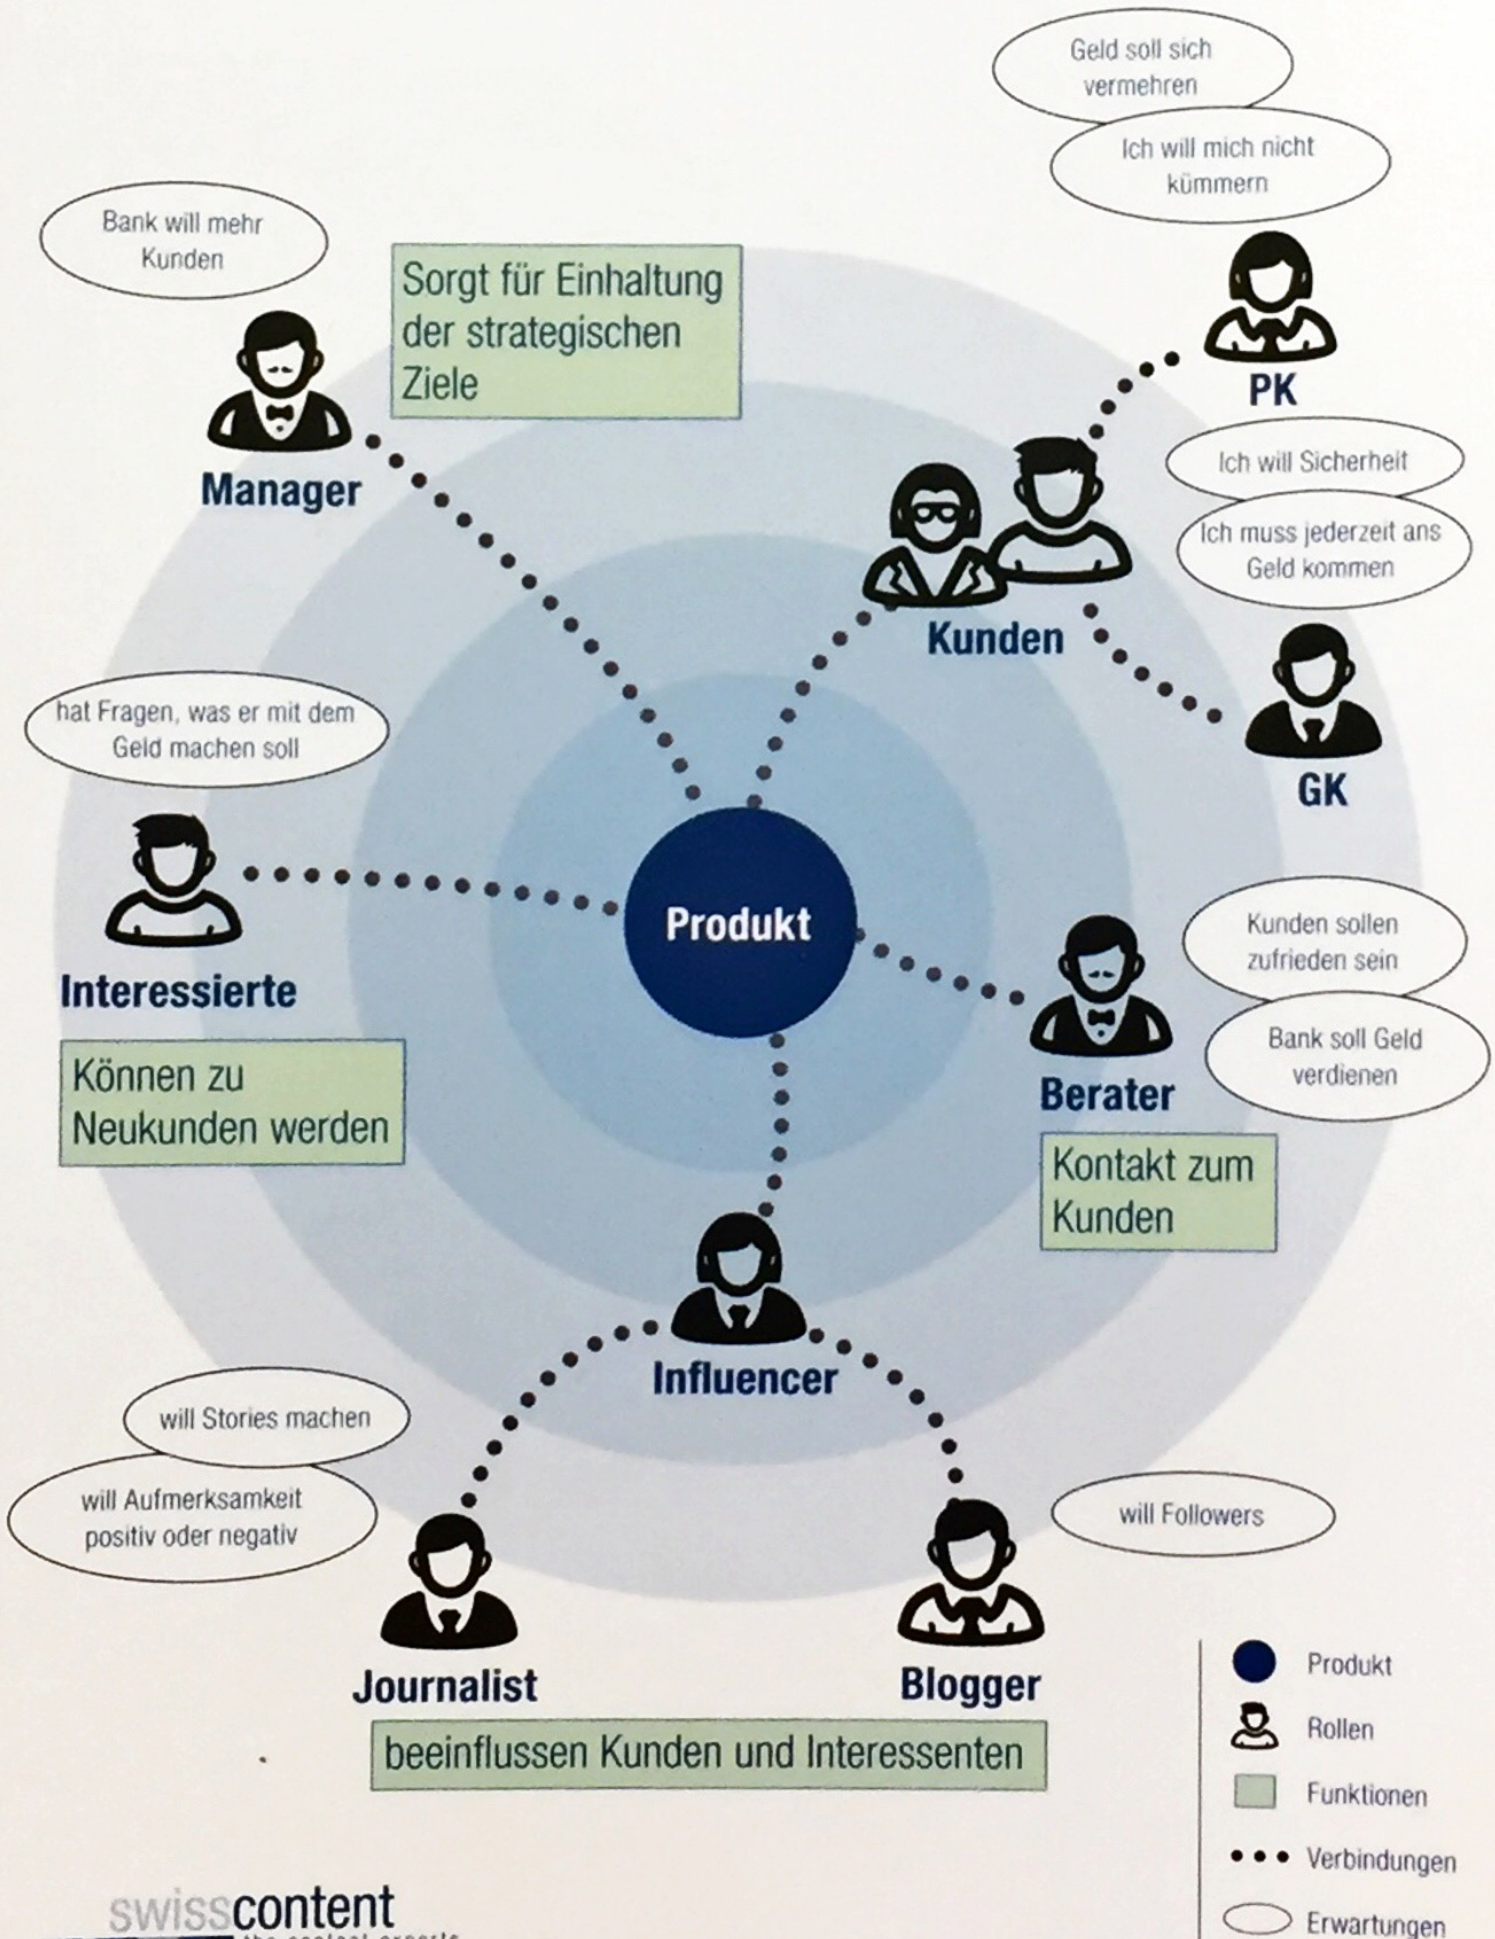 Geld soll sich
vermehren
Ich will mich nicht
kümmern
Bank will mehr
Kunden
Sorgt für Einhaltung
der strategischen
Ziele
Manager
PK
Ich will Sicherheit
Ich muss jederzeit ans
Geld kommen
Kunden
GK
hat Fragen, was er mit dem
Geld machen soll
Interessierte
Können zu
Neukunden werden
Produkt
Kunden sollen
zufrieden sein
Bank soll Geld
verdienen
Berater
Kontakt zum
Kunden
Influencer
will Stories machen
will Aufmerksamkeit
positiv oder negativ
will Followers
Journalist
Blogger
beeinflussen Kunden und Interessenten
Produkt
Rollen
Funktionen
Verbindungen
Erwartungen
swisscontent